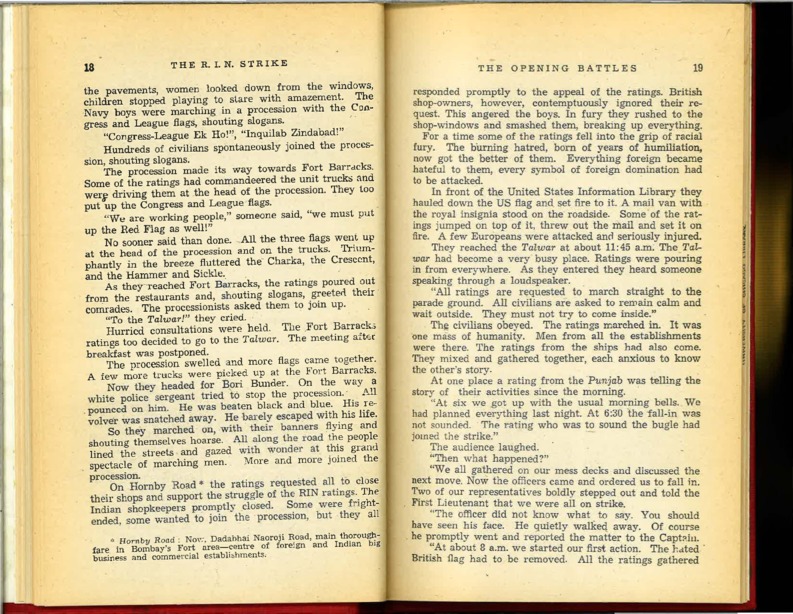 18 THE R. I. N. STRIKE
the pavements, women looked down from the windows,
children stopped playing to stare with amazement. The
Navy boys were marching in a procession with the Con-
gress and League flags, shouting slogans.
"Congress-League Ek Ho!", "Inquilab Zindabad!"
Hundreds of civilians spontaneously joined the proces-
sion, shouting slogans.
The procession made its way towards Fort Barracks.
Some of the ratings had commandeered the unit trucks and
were driving them at the head of the procession. They too
put up the Congress and League flags.
"We are working people," someone said, "we must put
up the Red Flag as well!"
No sooner said than done. All the three flags went up
at the head of the procession and on the trucks. Trium-
phantly in the breeze fluttered the Charka, the Crescent,
and the Hammer and Sickle.
As they reached Fort Barracks, the ratings poured out
from the restaurants and, shouting slogans, greeted their
comrades. The processionists asked them to join up.
"To the Talwar!" they cried.
Hurried consultations were held. The Fort Barracks
ratings too decided to go to the Talwar. The meeting after
breakfast was postponed.
The procession swelled and more flags came together.
A few more trucks were picked up at the Fort Barracks.
Now they headed for Bori Bunder. On the way a
white police sergeant tried to stop the procession. All
pounced on him. He was beaten black and blue. His re-
volver was snatched away. He barely escaped with his life.
So they marched on, with their banners flying and
shouting themselves hoarse. All along the road the people
lined the streets and gazed with wonder at this grand
spectacle of marching men. More and more joined the
procession.
On Hornby Road * the ratings requested all to close
their shops and support the struggle of the RIN ratings. The
Indian shopkeepers promptly closed. Some were fright-
ened, some wanted to join the procession, but they all
* Hornby Road : Now, Dadabhai Naoroji Road, main thorough-
fare in Bombay's Fort area—centre of foreign and Indian big
business and commercial establishments.
THE OPENING BATTLES 19
responded promptly to the appeal of the ratings. British
shop-owners, however, contemptuously ignored their re-
quest. This angered the boys. In fury they rushed to the
shop-windows and smashed them, breaking up everything.
For a time some of the ratings fell into the grip of racial
fury. The burning hatred, born of years of humiliation,
now got the better of them. Everything foreign became
hateful to them, every symbol of foreign domination had
to be attacked.
In front of the United States Information Library they
hauled down the US flag and set fire to it. A mail van with
the royal insignia stood on the roadside. Some of the rat-
ings jumped on top of it, threw out the mail and set it on
fire. A few Europeans were attacked and seriously injured.
They reached the Talwar at about 11:45 a.m. The Tal-
war had become a very busy place. Ratings were pouring
in from everywhere. As they entered they heard someone
speaking through a loudspeaker.
"All ratings are requested to march straight to the
parade ground. All civilians are asked to remain calm and
wait outside. They must not try to come inside."
The civilians obeyed. The ratings marched in. It was
one mass of humanity. Men from all the establishments
were there. The ratings from the ships had also come.
They mixed and gathered together, each anxious to know
the other's story.
At one place a rating from the Punjab was telling the
story of their activities since the morning.
"At six we got up with the usual morning bells. We
had planned everything last night. At 6:30 the fall-in was
not sounded. The rating who was to sound the bugle had
joined the strike."
The audience laughed.
"Then what happened?"
"We all gathered on our mess decks and discussed the
next move. Now the officers came and ordered us to fall in.
Two of our representatives boldly stepped out and told the
First Lieutenant that we were all on strike.
"The officer did not know what to say. You should
have seen his face. He quietly walked away. Of course
he promptly went and reported the matter to the Captain.
"At about 8 a.m. we started our first action. The hated
British flag had to be removed. All the ratings gathered